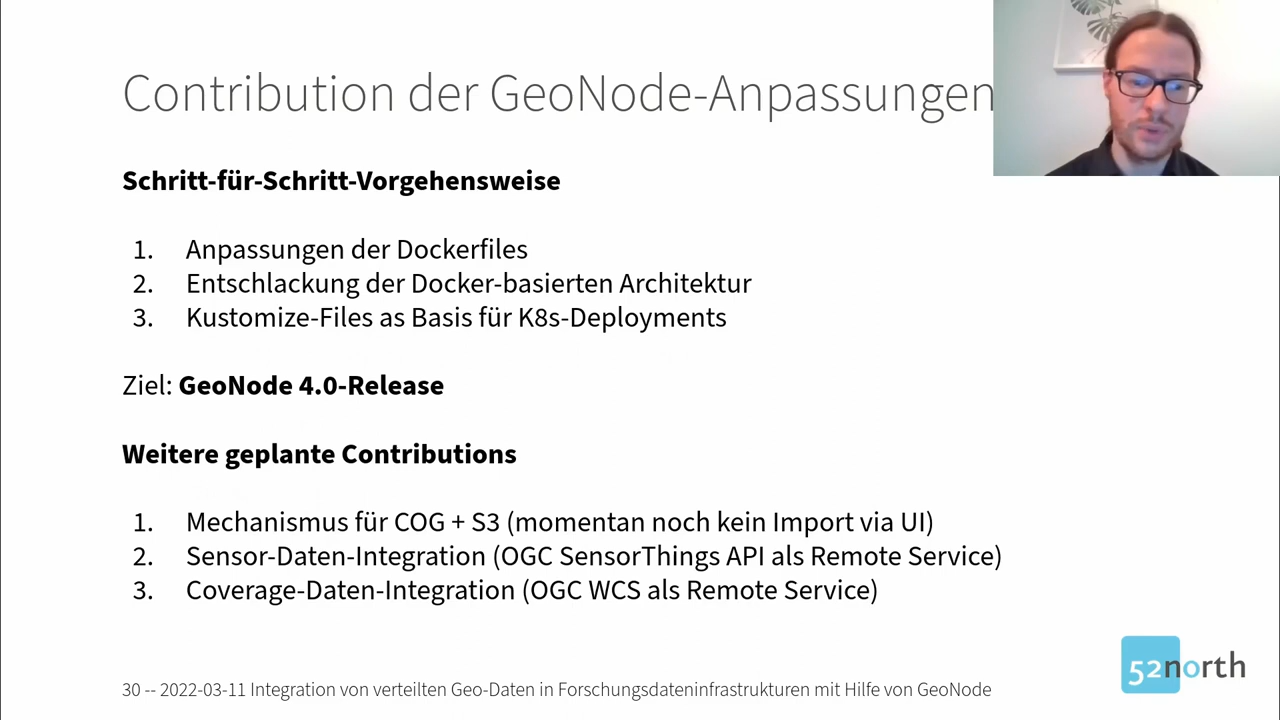 Contribution der GeoNode-Anpassungen
Schritt-für-Schritt-Vorgehensweise
1. Anpassungen der Dockerfiles
2. Entschlackung der Docker-basierten Architektur
3. Kustomize-Files as Basis für K8s-Deployments
Ziel: GeoNode 4.0-Release
Weitere geplante Contributions
1. Mechanismus für COG + S3 (momentan noch kein Import via UI)
2. Sensor-Daten-Integration (OGC SensorThings API als Remote Service)
3. Coverage-Daten-Integration (OGC WCS als Remote Service)
52north
30 -- 2022-03-11 Integration von verteilten Geo-Daten in Forschungsdateninfrastrukturen mit Hilfe von GeoNode